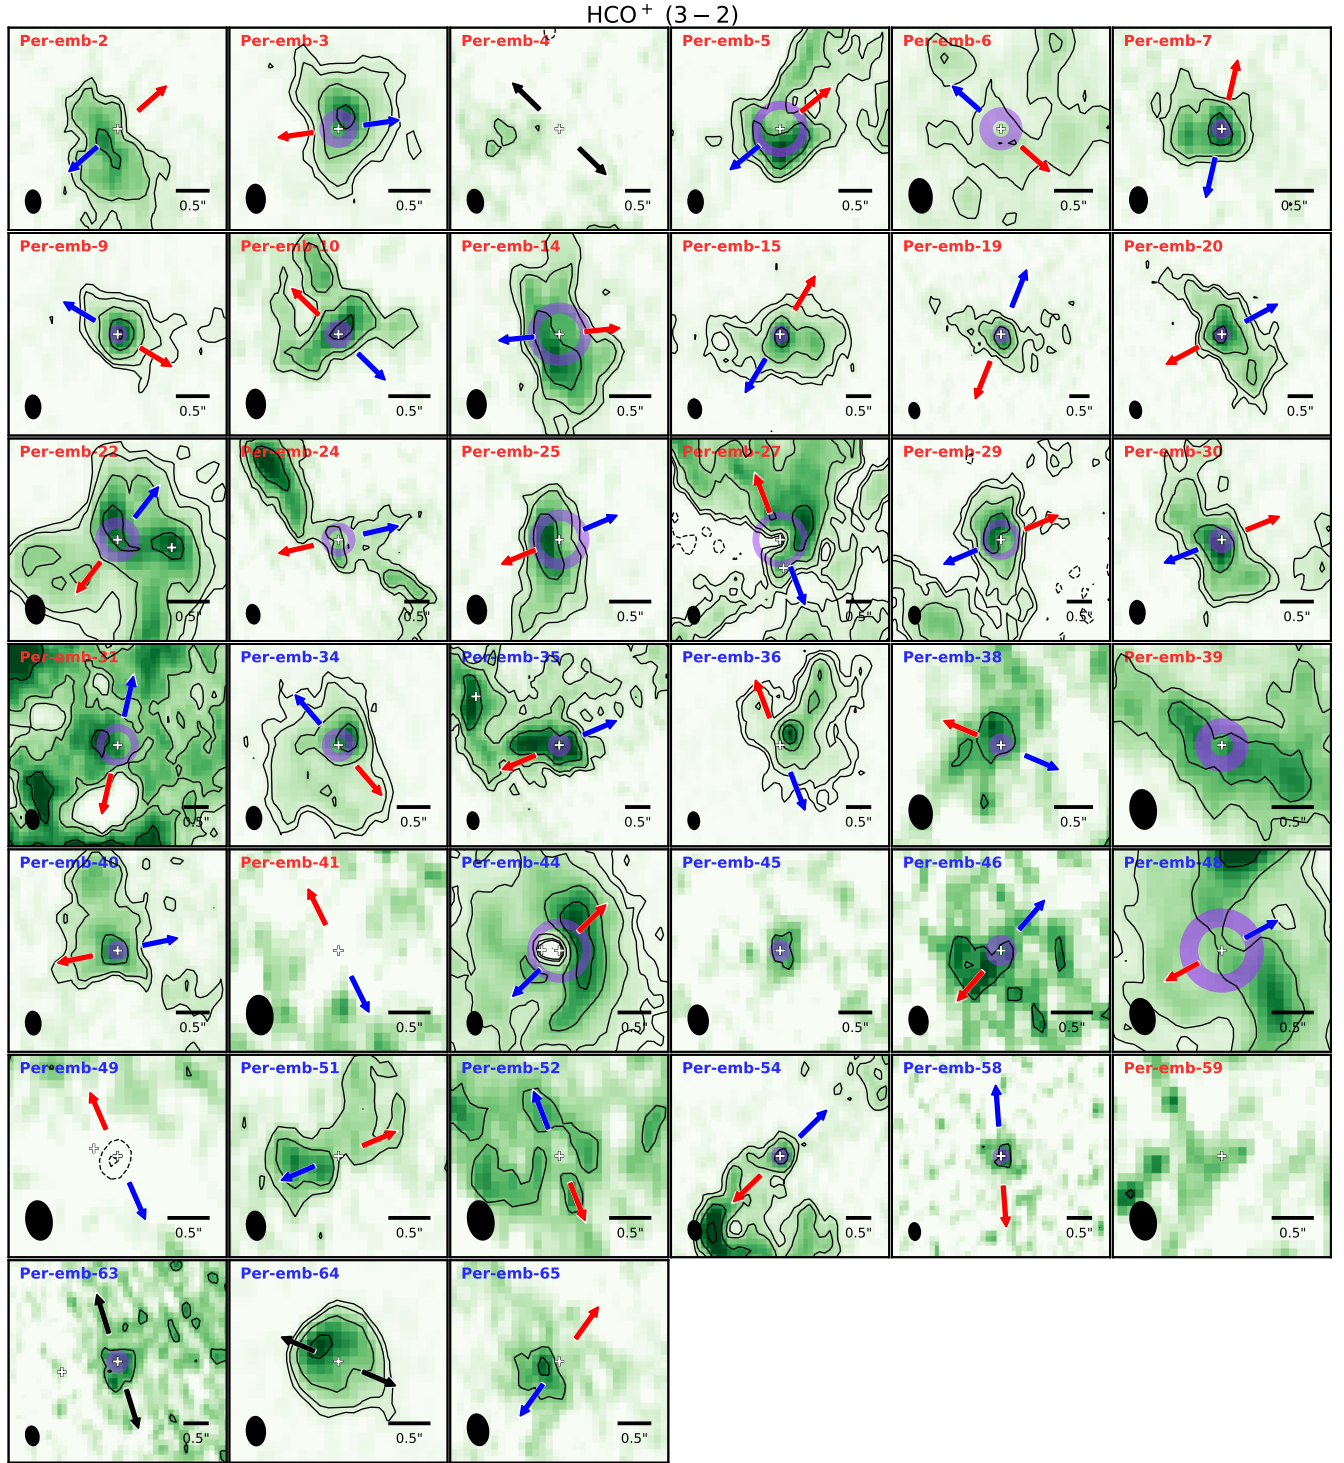 HCO⁺ (3 − 2)
Per-emb-2 Per-emb-3 Per-emb-4 Per-emb-5 Per-emb-6 Per-emb-7
0.5" 0.5" 0.5" 0.5" 0.5" 0.5"
Per-emb-9 Per-emb-10 Per-emb-14 Per-emb-15 Per-emb-19 Per-emb-20
0.5" 0.5" 0.5" 0.5" 0.5" 0.5"
Per-emb-22 Per-emb-24 Per-emb-25 Per-emb-27 Per-emb-29 Per-emb-30
0.5" 0.5" 0.5" 0.5" 0.5" 0.5"
Per-emb-31 Per-emb-34 Per-emb-35 Per-emb-36 Per-emb-38 Per-emb-39
0.5" 0.5" 0.5" 0.5" 0.5" 0.5"
Per-emb-40 Per-emb-41 Per-emb-44 Per-emb-45 Per-emb-46 Per-emb-48
0.5" 0.5" 0.5" 0.5" 0.5" 0.5"
Per-emb-49 Per-emb-51 Per-emb-52 Per-emb-54 Per-emb-58 Per-emb-59
0.5" 0.5" 0.5" 0.5" 0.5" 0.5"
Per-emb-63 Per-emb-64 Per-emb-65
0.5" 0.5" 0.5"